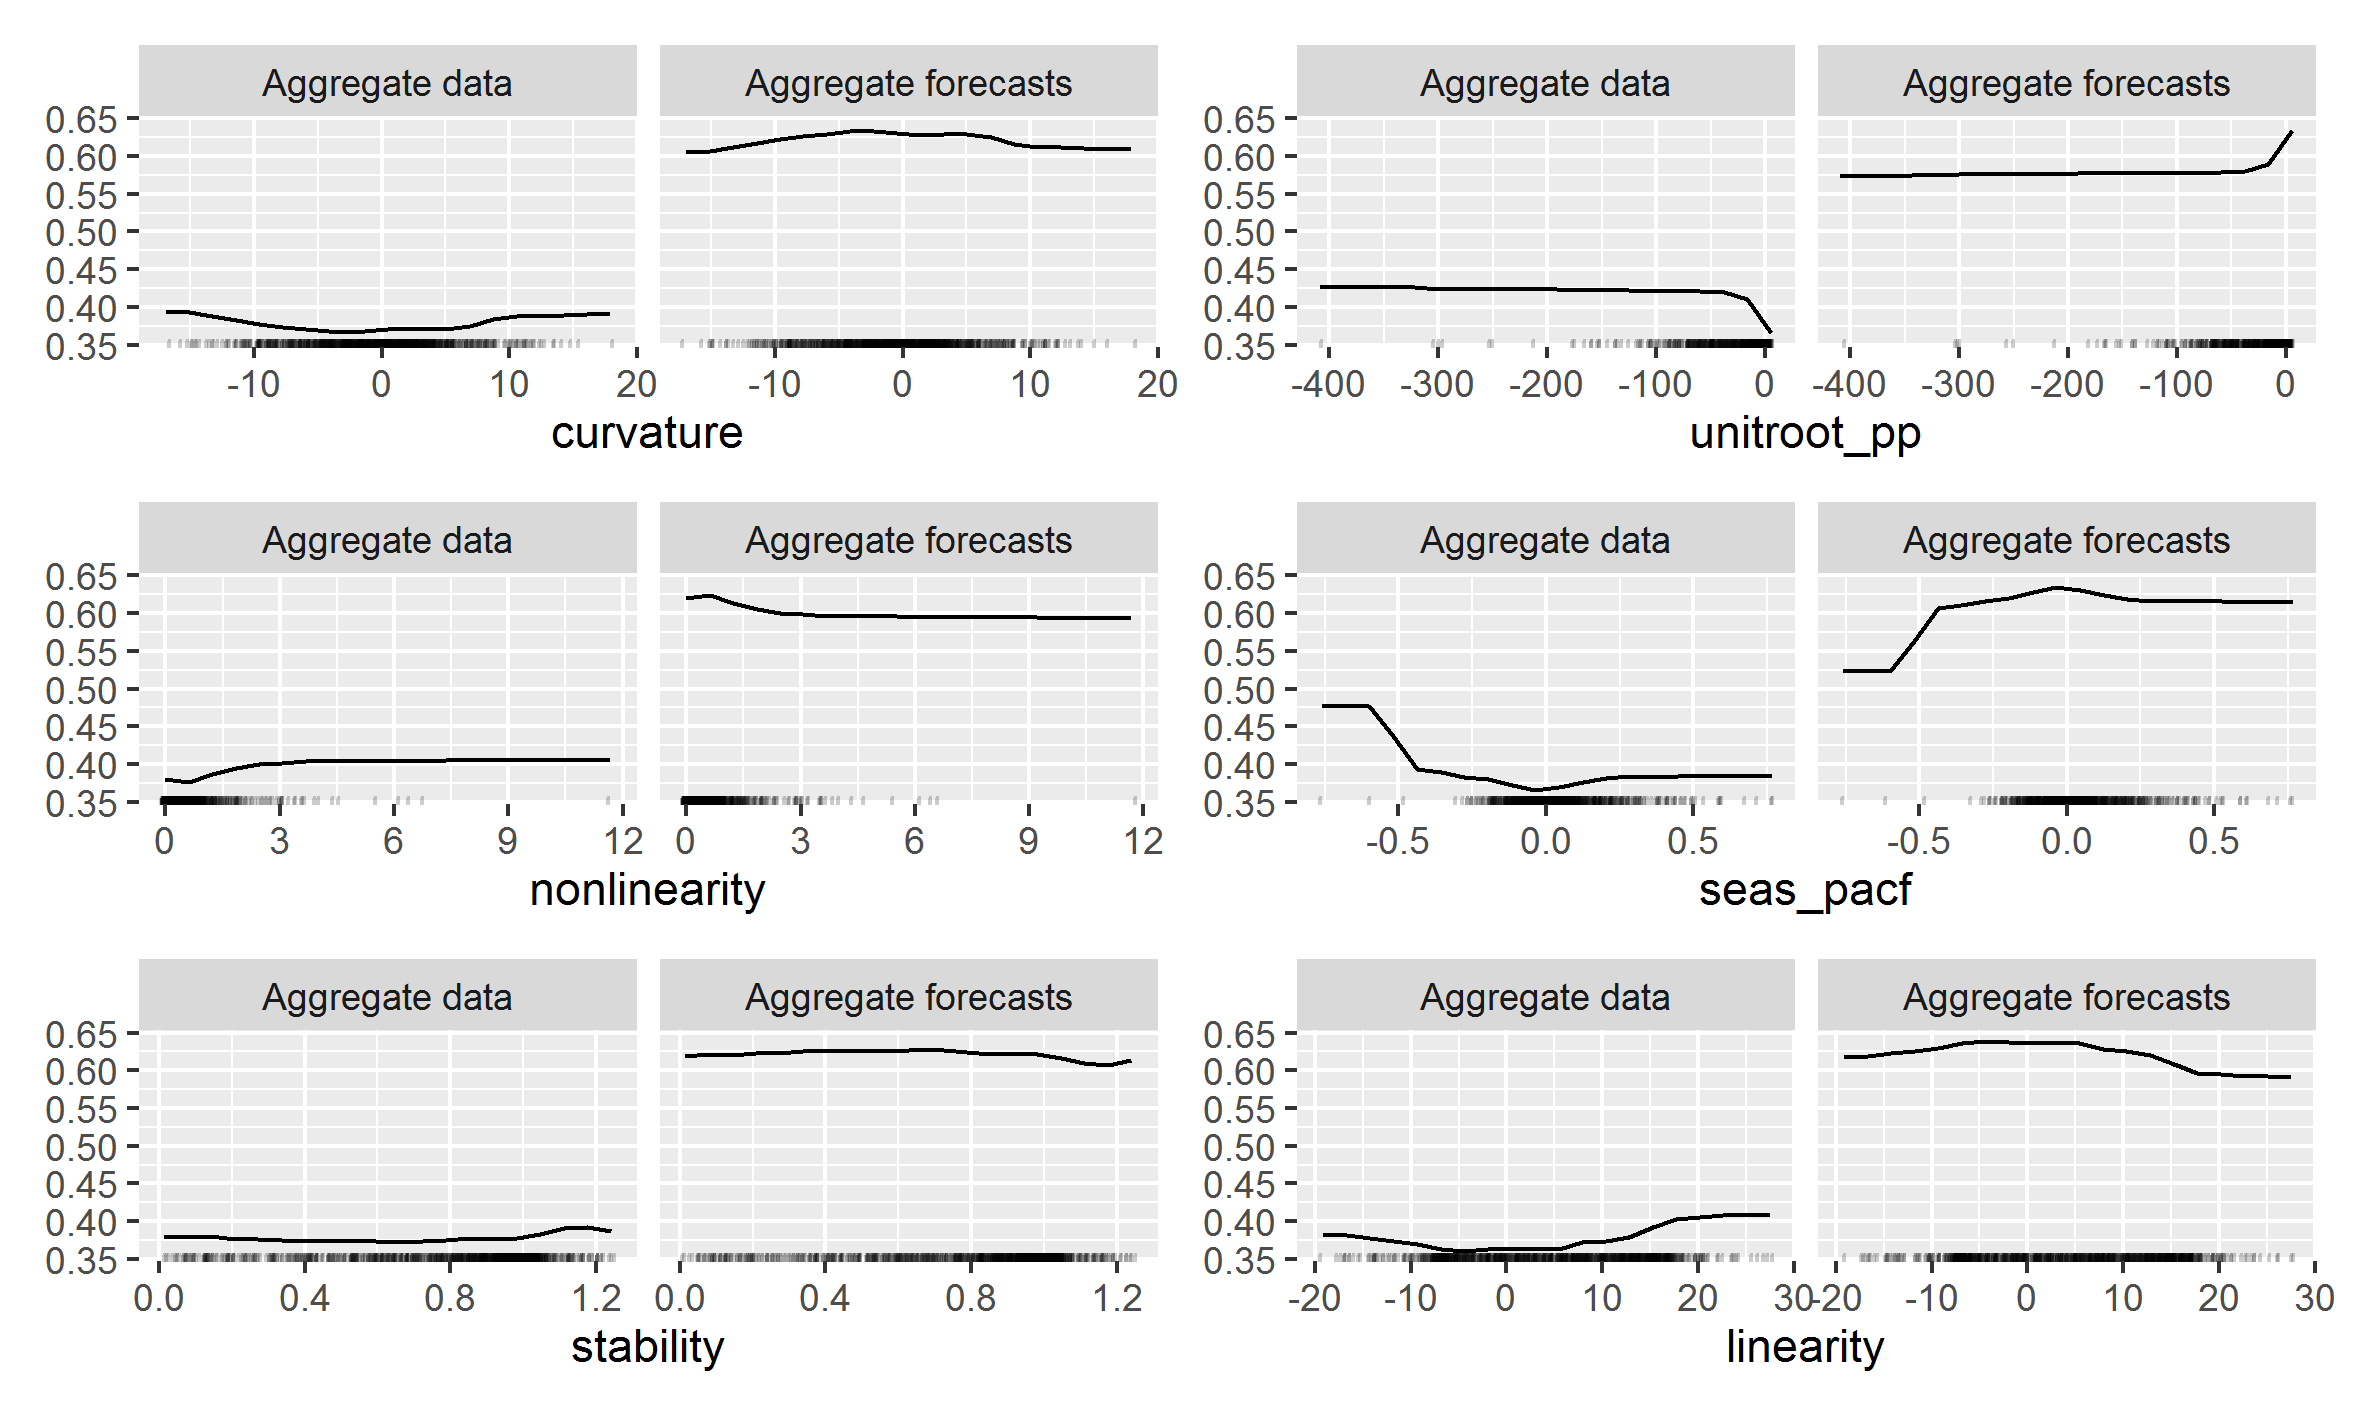 Aggregate data Aggregate forecasts Aggregate data Aggregate forecasts
0.65 0.65
0.60 0.60
0.55 0.55
0.50 0.50
0.45 0.45
0.40 0.40
0.35 0.35
-10 0 10 20 -10 0 10 20 -400 -300 -200 -100 0 -400 -300 -200 -100 0
curvature unitroot_pp
Aggregate data Aggregate forecasts Aggregate data Aggregate forecasts
0.65 0.65
0.60 0.60
0.55 0.55
0.50 0.50
0.45 0.45
0.40 0.40
0.35 0.35
0 3 6 9 12 0 3 6 9 12 -0.5 0.0 0.5 -0.5 0.0 0.5
nonlinearity seas_pacf
Aggregate data Aggregate forecasts Aggregate data Aggregate forecasts
0.65 0.65
0.60 0.60
0.55 0.55
0.50 0.50
0.45 0.45
0.40 0.40
0.35 0.35
0.0 0.4 0.8 1.2 0.0 0.4 0.8 1.2 -20 -10 0 10 20 30 -20 -10 0 10 20 30
stability linearity